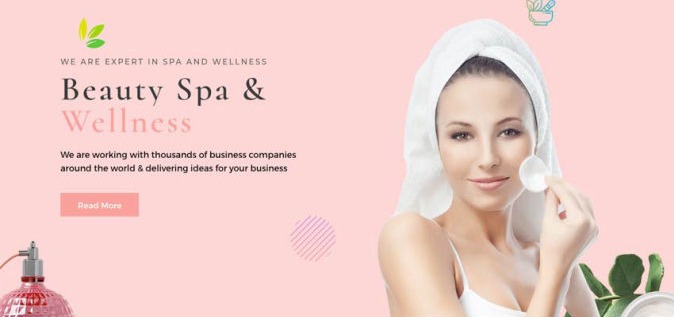 WE ARE EXPERT IN SPA AND WELLNESS
Beauty Spa &
Wellness
We are working with thousands of business companies
around the world & delivering ideas for your business
Read More